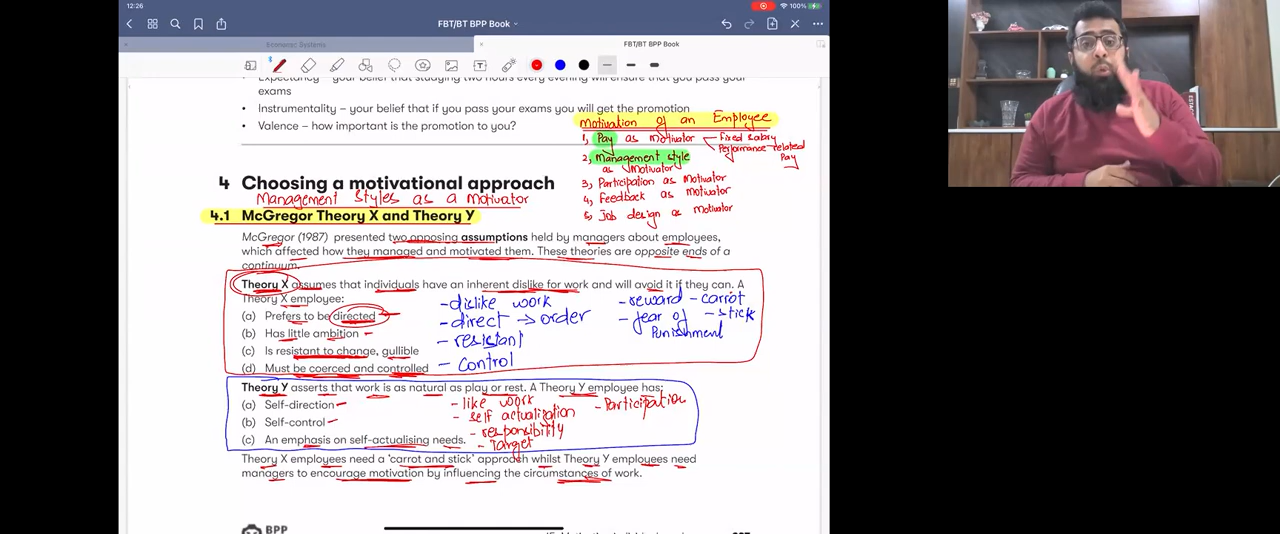 12:26
100%
FBT/BT BPP Book
Economic Systems
FBT/BT BPP Book
Expectancy – your belief that studying two hours every evening will ensure that you pass your
exams
• Instrumentality – your belief that if you pass your exams you will get the promotion
• Valence – how important is the promotion to you?
Motivation of an Employee
1, Pay as Motivator
Fixed salary
Performance-related
Pay
2, Management style
as Motivator
3, Participation as Motivator
4, Feedback as Motivator
5, Job design as Motivator
4 Choosing a motivational approach
Management Styles as a Motivator
4.1 McGregor Theory X and Theory Y
McGregor (1987) presented two opposing assumptions held by managers about employees,
which affected how they managed and motivated them. These theories are opposite ends of a
continuum.
Theory X assumes that individuals have an inherent dislike for work and will avoid it if they can. A
Theory X employee:
(a) Prefers to be directed
(b) Has little ambition
(c) Is resistant to change, gullible
(d) Must be coerced and controlled
- dislike work
- direct → order
- resistant
- control
- reward - carrot
- fear of - stick
Punishment
Theory Y asserts that work is as natural as play or rest. A Theory Y employee has:
(a) Self-direction
(b) Self-control
(c) An emphasis on self-actualising needs.
- like work
- self actualization
- responsibility
- Target
- Participation
Theory X employees need a 'carrot and stick' approach whilst Theory Y employees need
managers to encourage motivation by influencing the circumstances of work.
BPP